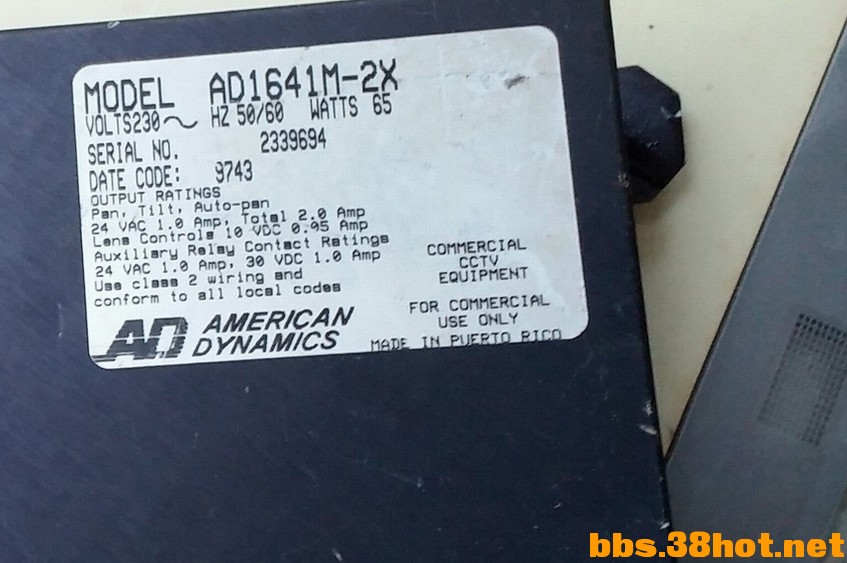 MODEL AD1641M-2X
VOLTS230~ HZ 50/60 WATTS 65
SERIAL NO. 2339694
DATE CODE: 9743
OUTPUT RATINGS
Pan, Tilt, Auto-pan
24 VAC 1.0 Amp, Total 2.0 Amp
Lens Controls 10 VDC 0.95 Amp
Auxiliary Relay Contact Ratings
24 VAC 1.0 Amp, 30 VDC 1.0 Amp
Use class 2 wiring and
conform to all local codes
COMMERCIAL
CCTV
EQUIPMENT
FOR COMMERCIAL
USE ONLY
AD AMERICAN
DYNAMICS
MADE IN PUERTO RICO
bbs.38hot.net